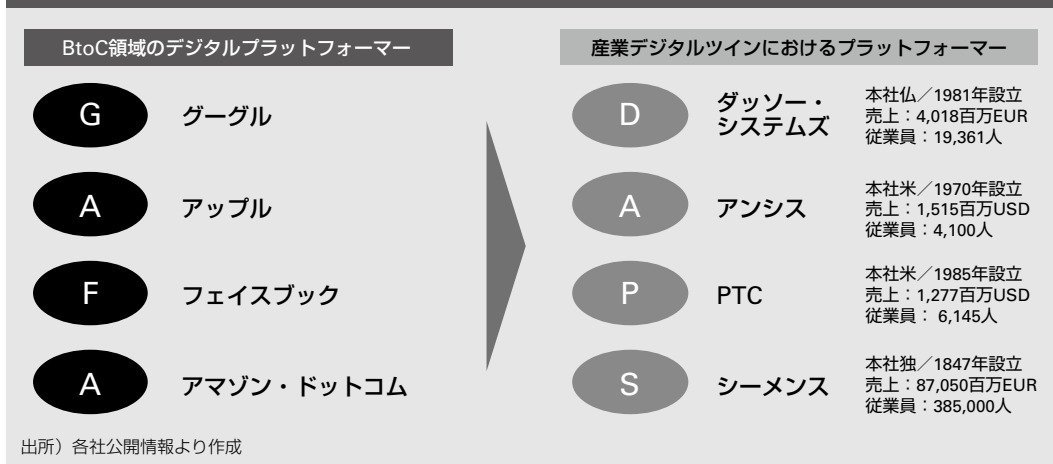 BtoC領域のデジタルプラットフォーマー
G グーグル
A アップル
F フェイスブック
A アマゾン・ドットコム
産業デジタルツインにおけるプラットフォーマー
D ダッソー・
システムズ
本社仏／1981年設立
売上：4,018百万EUR
従業員：19,361人
A アンシス
本社米／1970年設立
売上：1,515百万USD
従業員：4,100人
P PTC
本社米／1985年設立
売上：1,277百万USD
従業員： 6,145人
S シーメンス
本社独／1847年設立
売上：87,050百万EUR
従業員：385,000人
出所）各社公開情報より作成